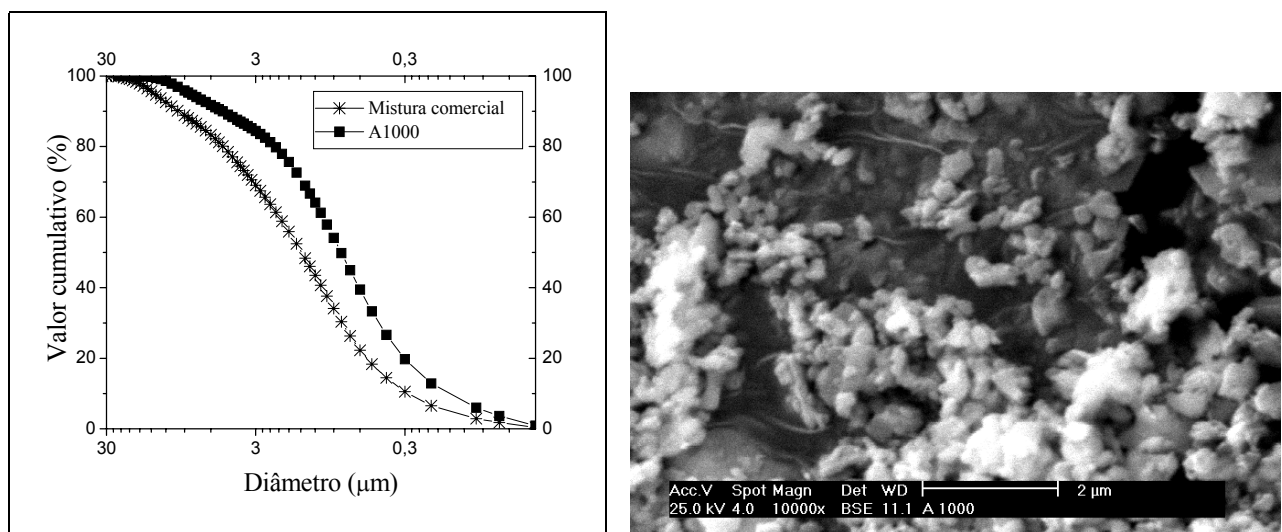 30 3 0,3
100 100
Mistura comercial
A1000
80 80
60 60
40 40
20 20
0 0
30 3 0,3
Valor cumulativo (%)
Diâmetro (µm)
Acc.V Spot Magn Det WD 2 µm
25.0 kV 4.0 10000x BSE 11.1 A 1000